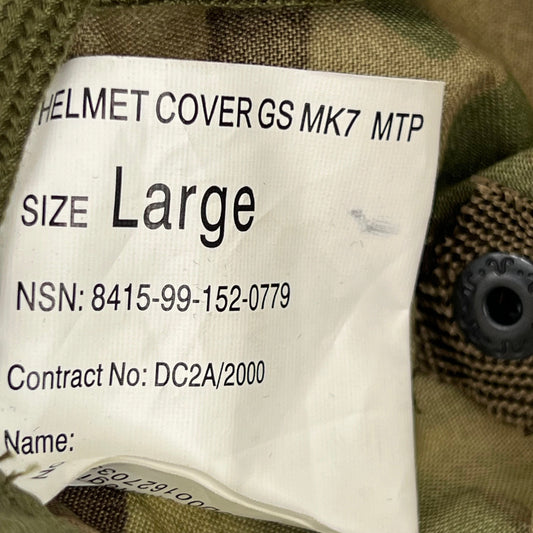 HELMET COVER GS MK7 MTP
SIZE Large
NSN: 8415-99-152-0779
Contract No: DC2A/2000
Name: